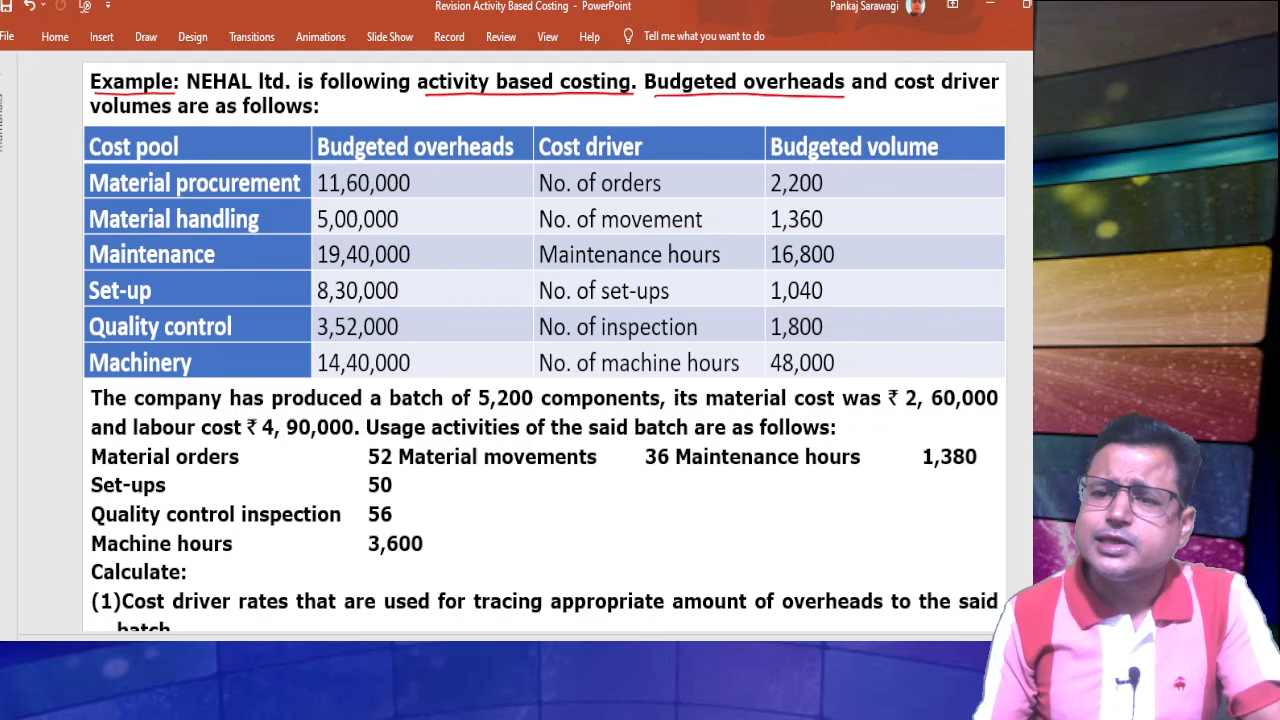 Revision Activity Based Costing - PowerPoint
Pankaj Sarawagi
File Home Insert Draw Design Transitions Animations Slide Show Record Review View Help Tell me what you want to do
Example: NEHAL ltd. is following activity based costing. Budgeted overheads and cost driver
volumes are as follows:
Cost pool Budgeted overheads Cost driver Budgeted volume
Material procurement 11,60,000 No. of orders 2,200
Material handling 5,00,000 No. of movement 1,360
Maintenance 19,40,000 Maintenance hours 16,800
Set-up 8,30,000 No. of set-ups 1,040
Quality control 3,52,000 No. of inspection 1,800
Machinery 14,40,000 No. of machine hours 48,000
The company has produced a batch of 5,200 components, its material cost was ₹ 2, 60,000
and labour cost ₹ 4, 90,000. Usage activities of the said batch are as follows:
Material orders 52 Material movements 36 Maintenance hours 1,380
Set-ups 50
Quality control inspection 56
Machine hours 3,600
Calculate:
(1)Cost driver rates that are used for tracing appropriate amount of overheads to the said
batch